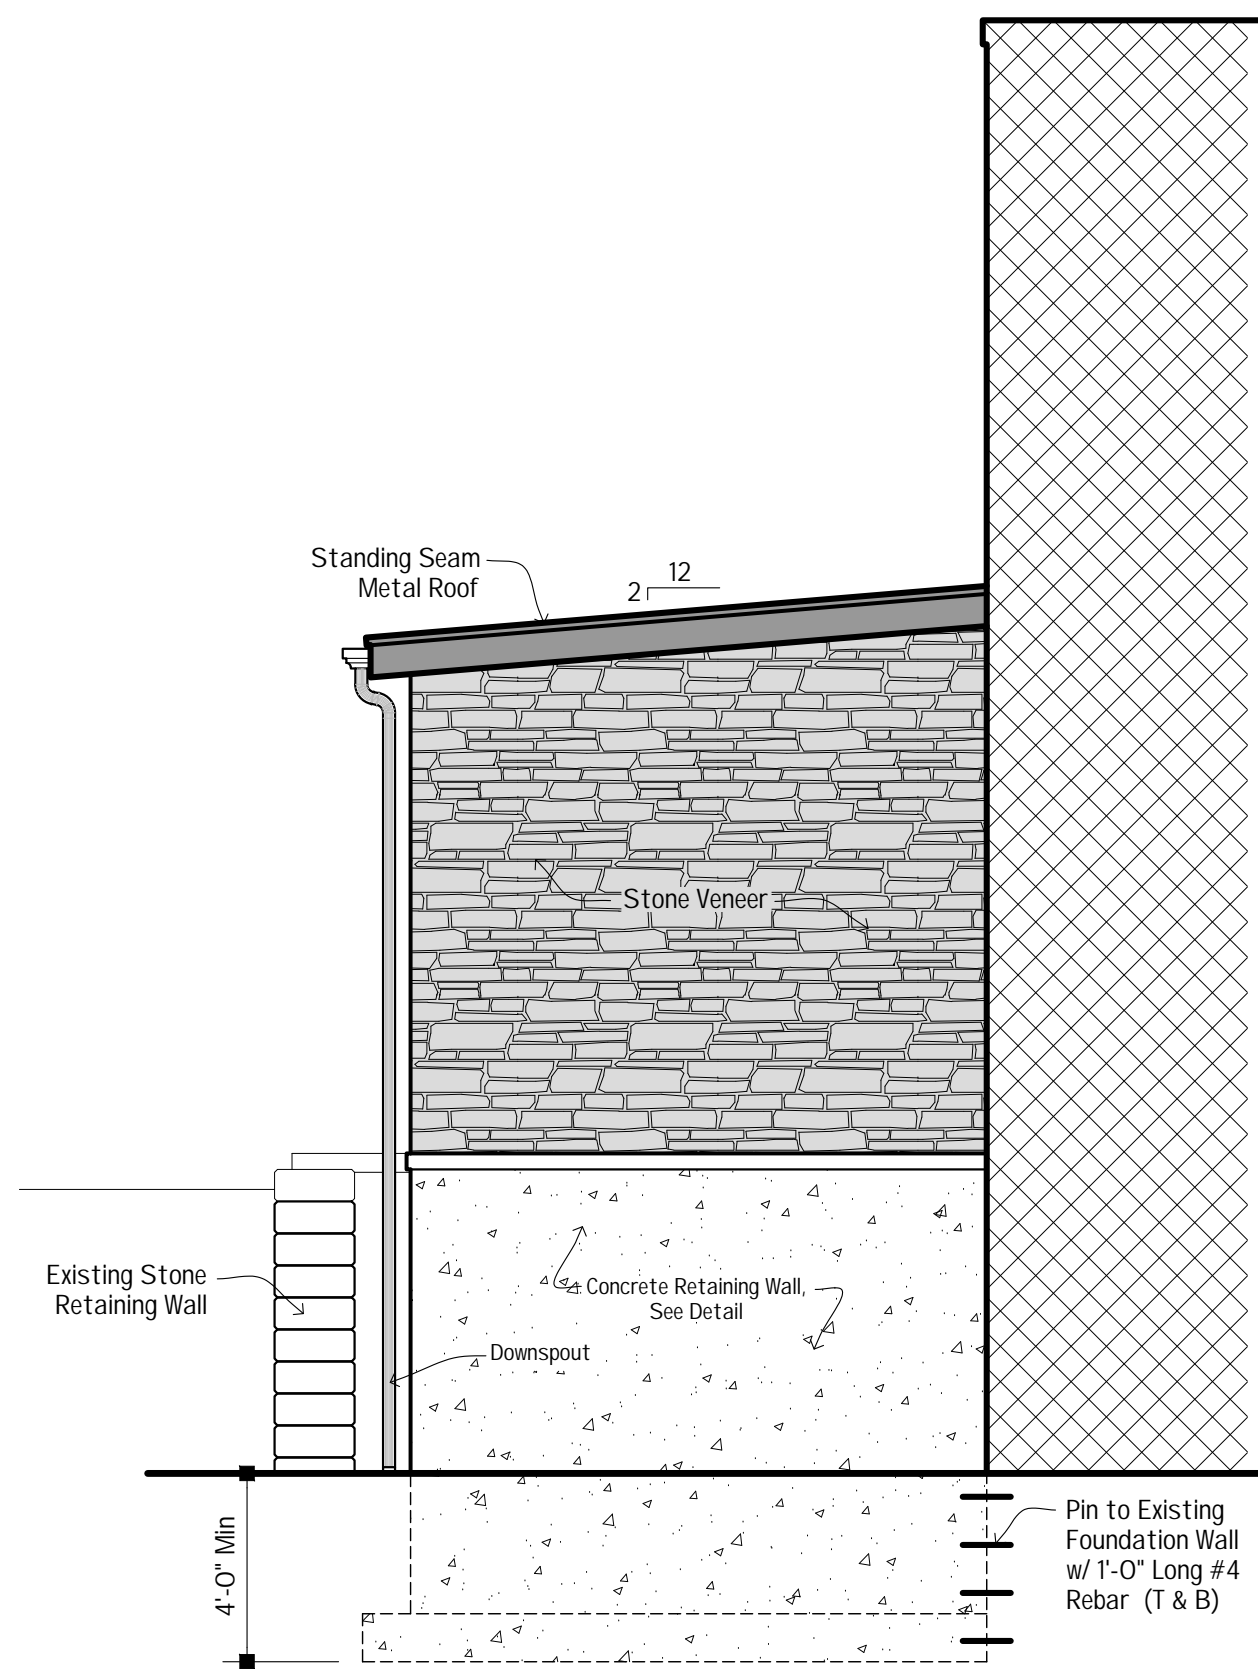 Standing Seam
Metal Roof
12
2
Stone Veneer
Existing Stone
Retaining Wall
Concrete Retaining Wall,
See Detail
Downspout
4'-0" Min
Pin to Existing
Foundation Wall
w/ 1'-0" Long #4
Rebar (T & B)